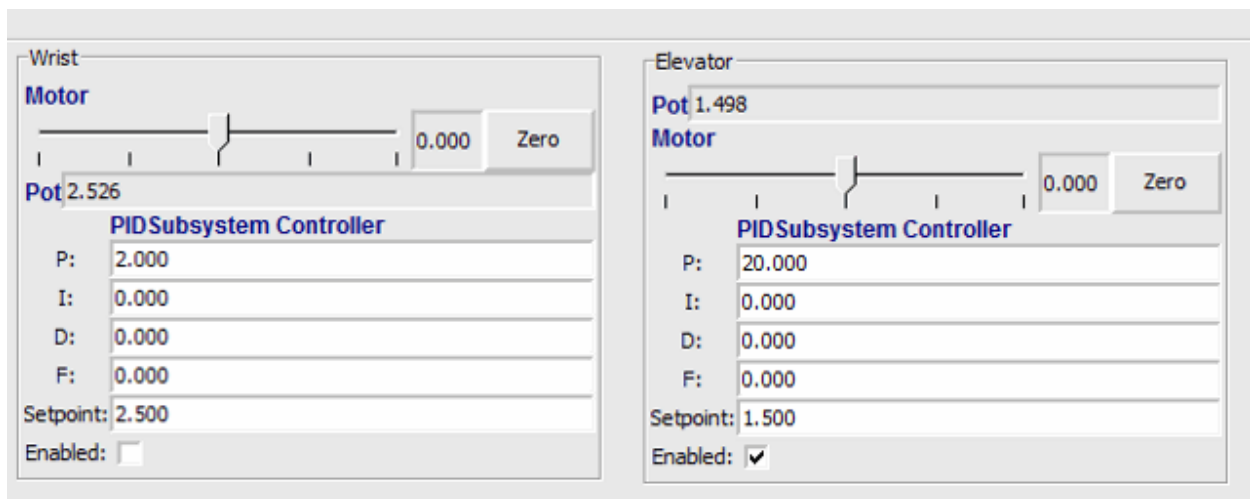 Wrist
Motor
0.000 Zero
Pot 2.526
PIDSubsystem Controller
P: 2.000
I: 0.000
D: 0.000
F: 0.000
Setpoint: 2.500
Enabled:
Elevator
Pot 1.498
Motor
0.000 Zero
PIDSubsystem Controller
P: 20.000
I: 0.000
D: 0.000
F: 0.000
Setpoint: 1.500
Enabled: